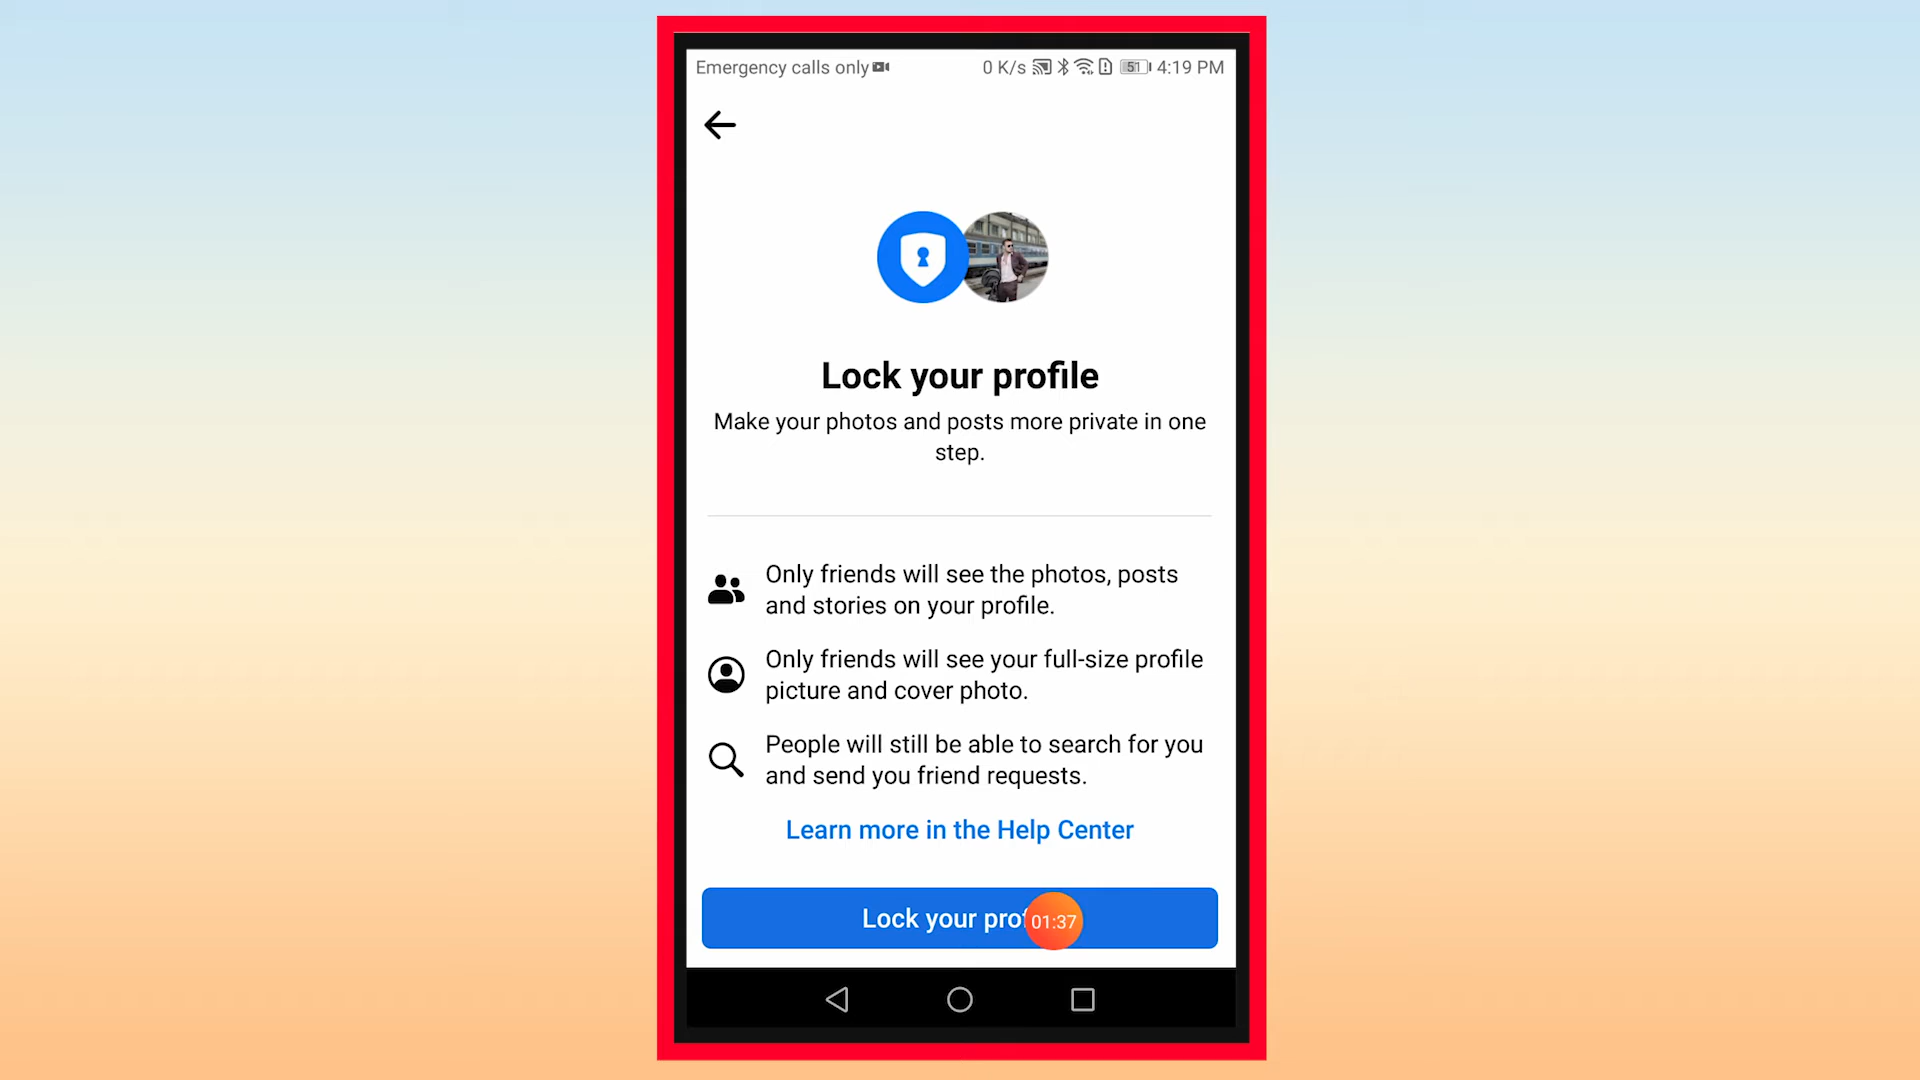 Emergency calls only
0 K/s 51 4:19 PM
Lock your profile
Make your photos and posts more private in one
step.
Only friends will see the photos, posts
and stories on your profile.
Only friends will see your full-size profile
picture and cover photo.
People will still be able to search for you
and send you friend requests.
Learn more in the Help Center
Lock your prof
01:37